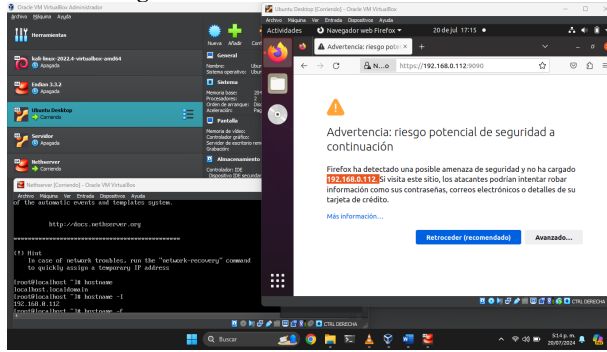 Oracle VM VirtualBox Administrador
Archivo Máquina Ayuda
Herramientas
Nueva Añadir
kali-linux-2022.4-virtualbox-amd64
Apagada
Endian 3.3.2
Apagada
Ubuntu Desktop
Corriendo
Servidor
Apagada
Nethserver
Corriendo
General
Nombre:
Sistema operativo:
Sistema
Memoria base:
Procesadores: 2
Orden de arranque:
Aceleración:
Pantalla
Memoria de vídeo:
Controlador gráfico:
Servidor de escritorio
Grabación:
Almacenamiento
Controlador: IDE
Nethserver [Corriendo] - Oracle VM VirtualBox
Archivo Máquina Ver Entrada Dispositivos Ayuda
of the automatic events and templates system.
http://docs.nethserver.org
(!) Hint
In case of network troubles, run the "network-recovery" command
to quickly assign a temporary IP address
[root@localhost ~]# hostname
localhost.localdomain
[root@localhost ~]# hostname -I
192.168.0.112
[root@localhost ~]# hostname -f
CTRL DERECHA
Ubuntu Desktop [Corriendo] - Oracle VM VirtualBox
Archivo Máquina Ver Entrada Dispositivos Ayuda
Actividades Navegador web Firefox 20 de jul 17:15
Advertencia: riesgo pote
N...o https://192.168.0.112:9090
Advertencia: riesgo potencial de seguridad a
continuación
Firefox ha detectado una posible amenaza de seguridad y no ha cargado
192.168.0.112. Si visita este sitio, los atacantes podrían intentar robar
información como sus contraseñas, correos electrónicos o detalles de su
tarjeta de crédito.
Más información...
Retroceder (recomendado) Avanzado...
CTRL DERECHA
Buscar
5:14 p. m.
20/07/2024